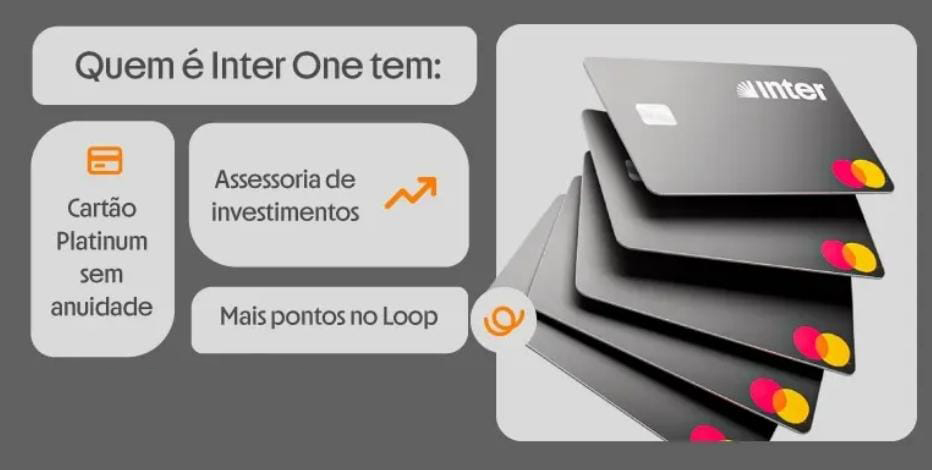 Quem é Inter One tem:
Cartão
Platinum
sem
anuidade
Assessoria de
investimentos
Mais pontos no Loop
inter